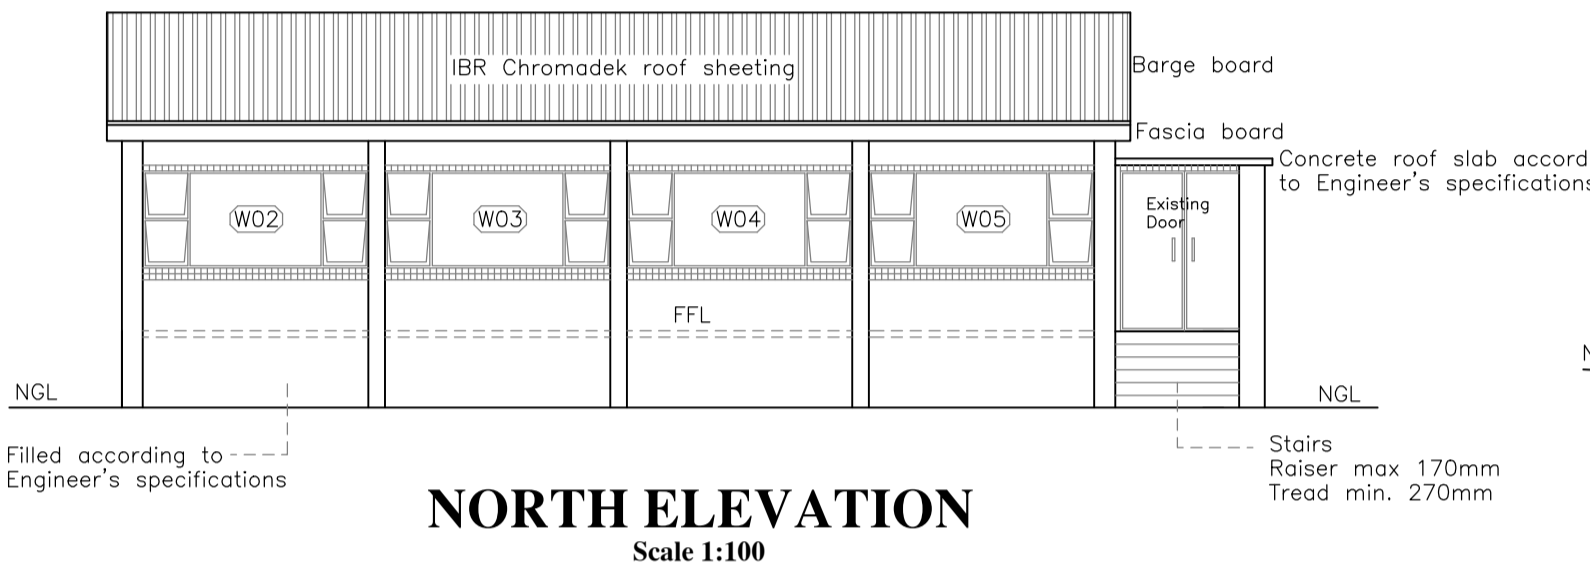 IBR Chromadek roof sheeting
Barge board
Fascia board
Concrete roof slab accord
to Engineer's specifications
W02
W03
W04
W05
Existing
Door
FFL
NGL
NGL
N
Filled according to
Engineer's specifications
Stairs
Raiser max 170mm
Tread min. 270mm
NORTH ELEVATION
Scale 1:100